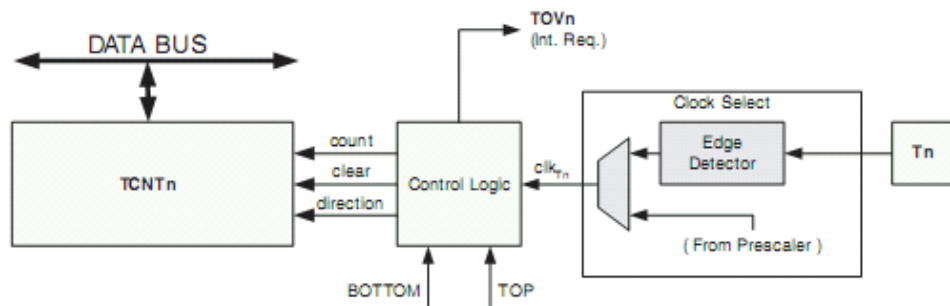 TOVn
(Int. Req.)
DATA BUS
Clock Select
count
clear
direction
TCNTn
Control Logic
clkTn
Edge
Detector
Tn
( From Prescaler )
BOTTOM
TOP